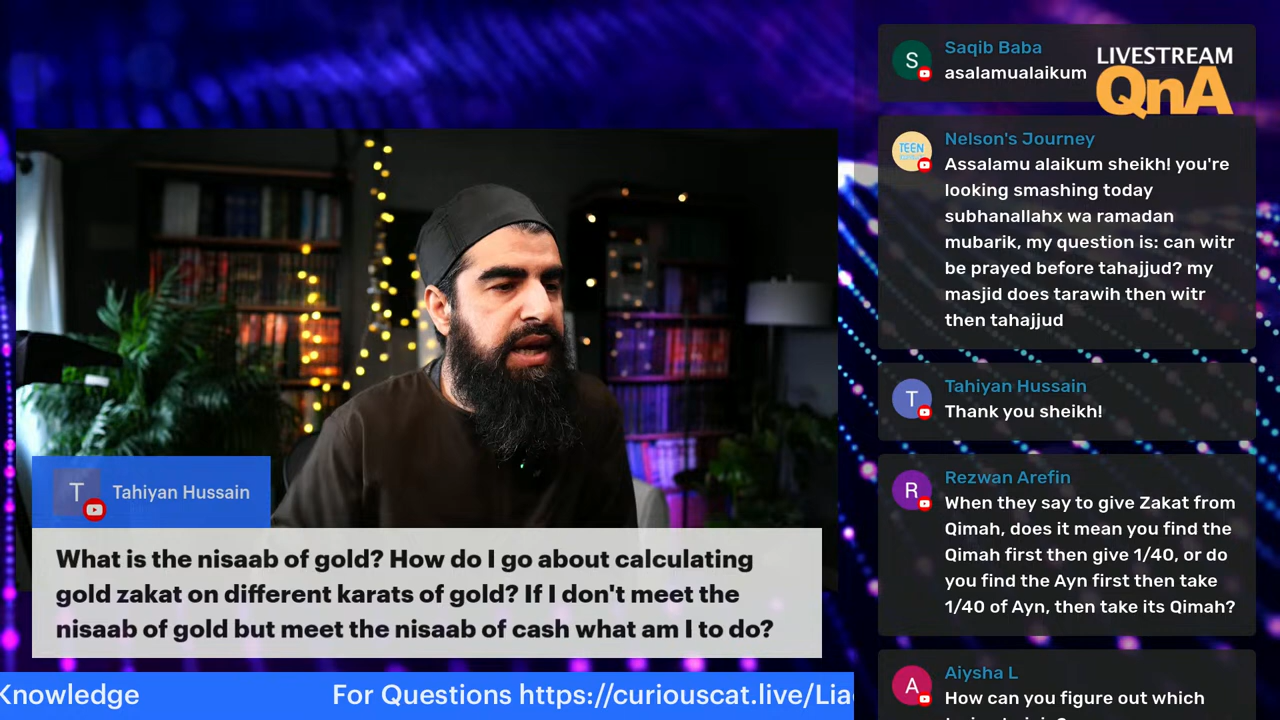 LIVESTREAM
QnA
S
Saqib Baba
asalamualaikum
TEEN
Nelson's Journey
Assalamu alaikum sheikh! you're
looking smashing today
subhanallahx wa ramadan
mubarik, my question is: can witr
be prayed before tahajjud? my
masjid does tarawih then witr
then tahajjud
T
Tahiyan Hussain
Thank you sheikh!
R
Rezwan Arefin
When they say to give Zakat from
Qimah, does it mean you find the
Qimah first then give 1/40, or do
you find the Ayn first then take
1/40 of Ayn, then take its Qimah?
A
Aiysha L
How can you figure out which
T
Tahiyan Hussain
What is the nisaab of gold? How do I go about calculating
gold zakat on different karats of gold? If I don't meet the
nisaab of gold but meet the nisaab of cash what am I to do?
Knowledge
For Questions https://curiouscat.live/Lia